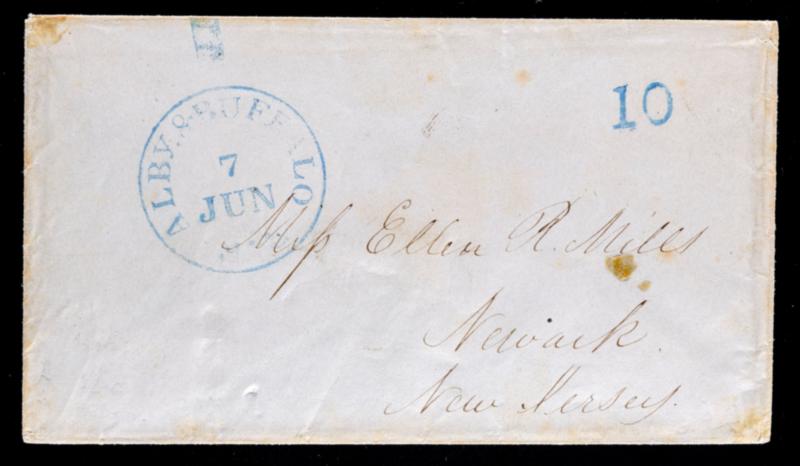 ALBY.&BUFFALO
7
JUN
10
Miss Ellen R. Mills
Newark.
New Jersey.